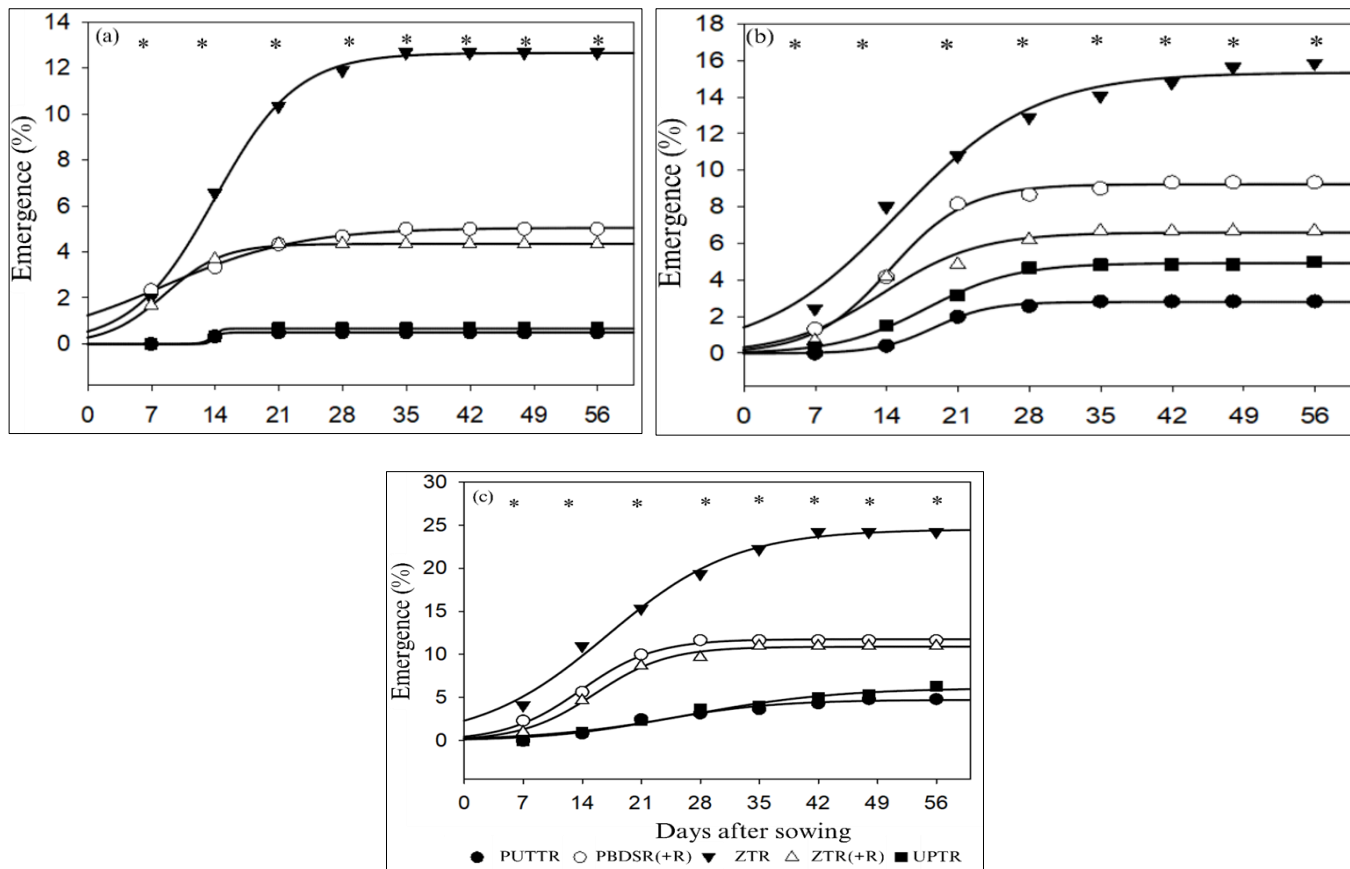 (a) * * * * * * * *
14
12
10
8
6
4
2
0
Emergence (%)
0 7 14 21 28 35 42 49 56
(b) * * * * * * * *
18
16
14
12
10
8
6
4
2
0
Emergence (%)
0 7 14 21 28 35 42 49 56
(c) * * * * * * * *
30
25
20
15
10
5
0
Emergence (%)
0 7 14 21 28 35 42 49 56
Days after sowing
PUTTR PBDSR(+R) ZTR ZTR(+R) UPTR